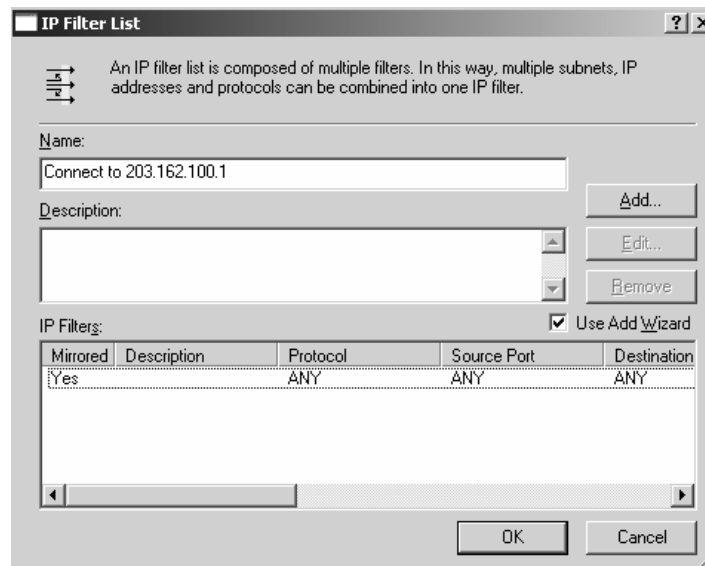 IP Filter List
An IP filter list is composed of multiple filters. In this way, multiple subnets, IP
addresses and protocols can be combined into one IP filter.
Name:
Connect to 203.162.100.1
Add...
Description:
Edit...
Remove
IP Filters:
Use Add Wizard
Mirrored Description Protocol Source Port Destination
Yes ANY ANY ANY
OK Cancel